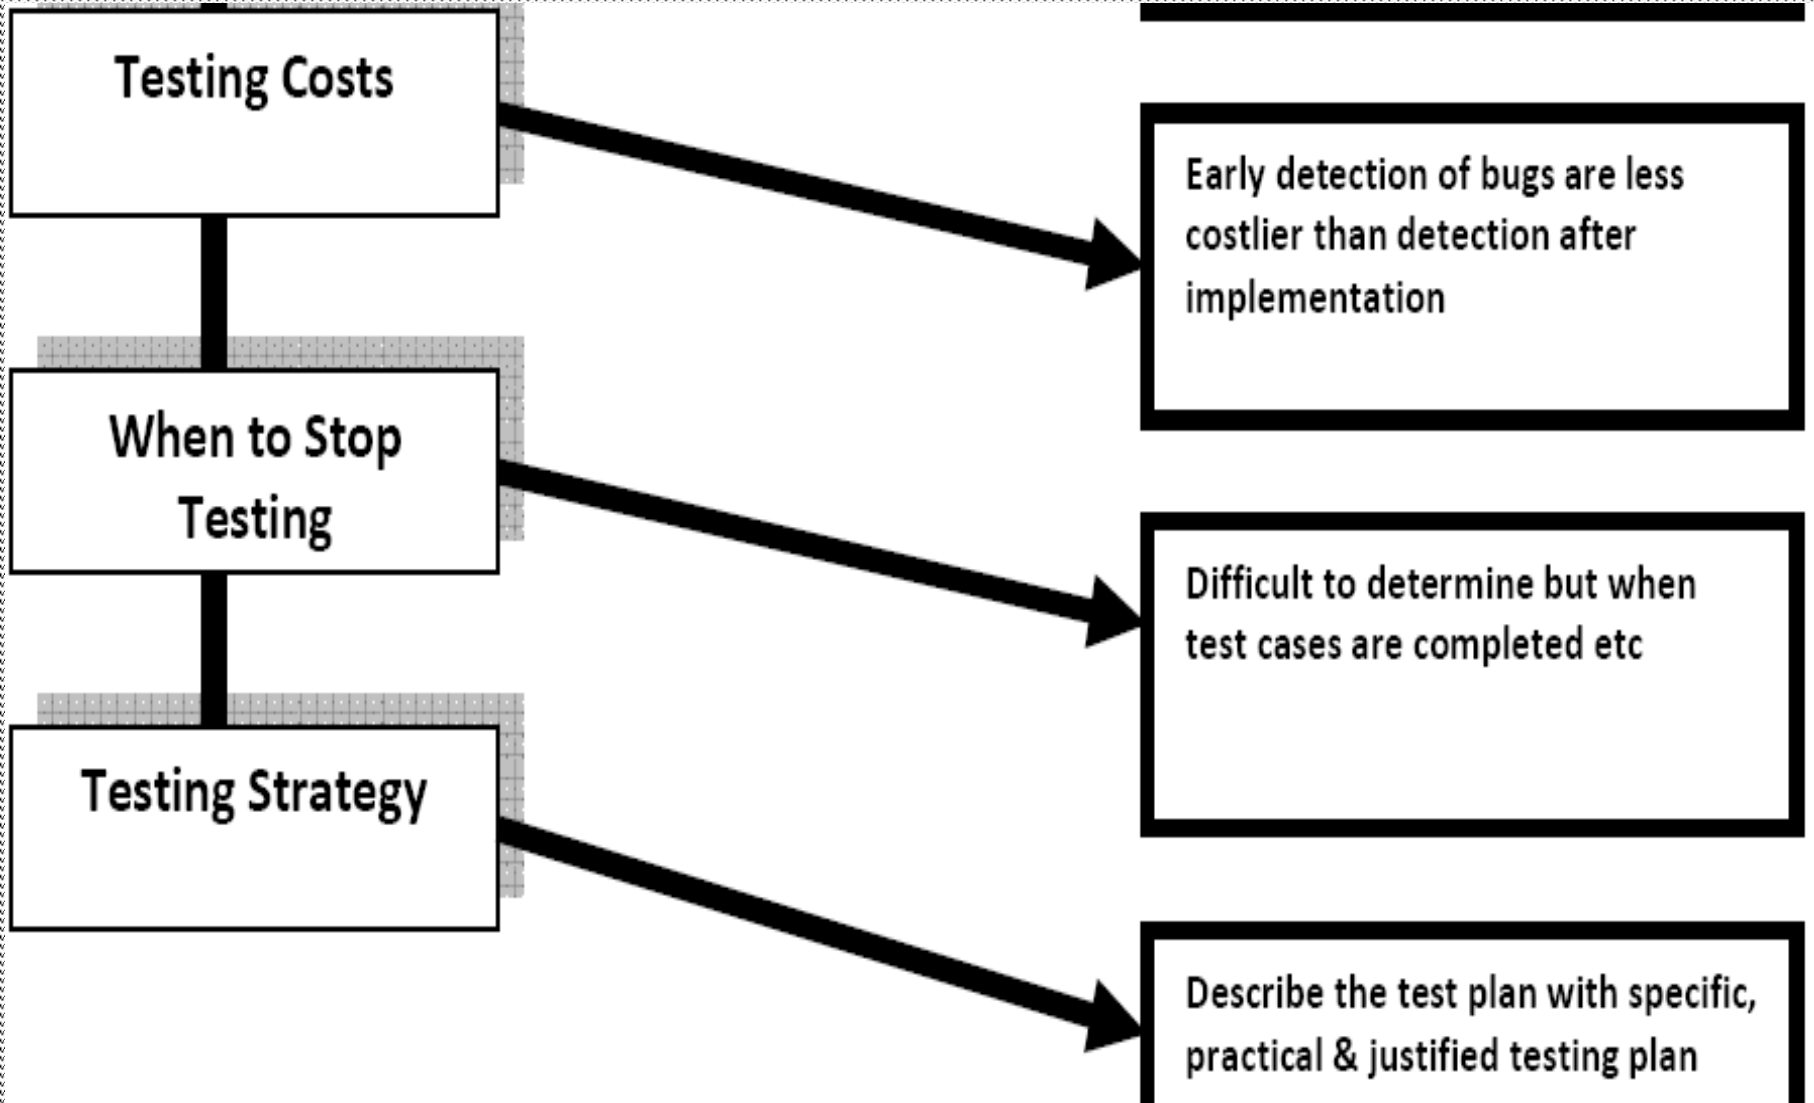 Testing Costs
Early detection of bugs are less
costlier than detection after
implementation
When to Stop
Testing
Difficult to determine but when
test cases are completed etc
Testing Strategy
Describe the test plan with specific,
practical & justified testing plan